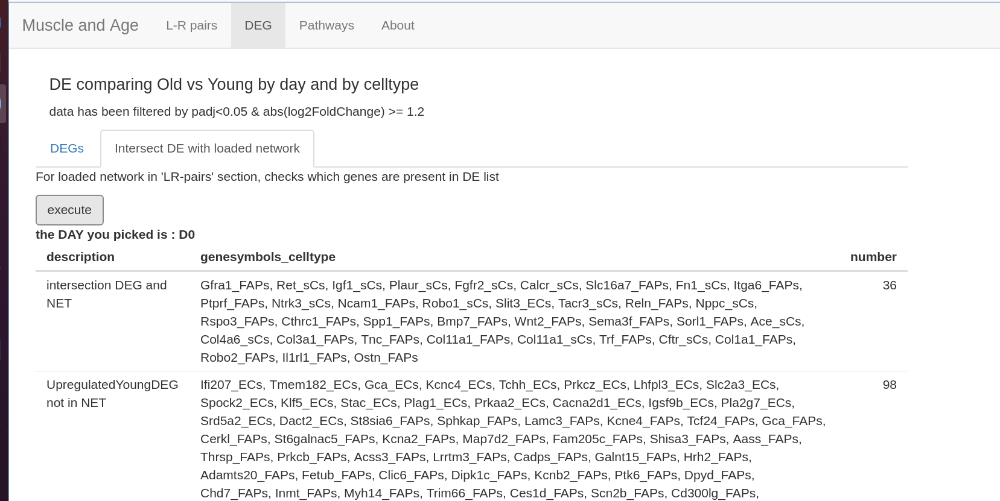 Muscle and Age L-R pairs DEG Pathways About
DE comparing Old vs Young by day and by celltype
data has been filtered by padj<0.05 & abs(log2FoldChange) >= 1.2
DEGs Intersect DE with loaded network
For loaded network in 'LR-pairs' section, checks which genes are present in DE list
execute
the DAY you picked is : D0
description genesymbols_celltype number
intersection DEG and Gfra1_FAPs, Ret_sCs, Igf1_sCs, Plaur_sCs, Fgfr2_sCs, Calcr_sCs, Slc16a7_FAPs, Fn1_sCs, Itga6_FAPs, 36
NET Ptprf_FAPs, Ntrk3_sCs, Ncam1_FAPs, Robo1_sCs, Slit3_ECs, Tacr3_sCs, Reln_FAPs, Nppc_sCs,
Rspo3_FAPs, Cthrc1_FAPs, Spp1_FAPs, Bmp7_FAPs, Wnt2_FAPs, Sema3f_FAPs, Sorl1_FAPs, Ace_sCs,
Col4a6_sCs, Col3a1_FAPs, Tnc_FAPs, Col11a1_FAPs, Col11a1_sCs, Trf_FAPs, Cftr_sCs, Col1a1_FAPs,
Robo2_FAPs, Il1rl1_FAPs, Ostn_FAPs
UpregulatedYoungDEG Ifi207_ECs, Tmem182_ECs, Gca_ECs, Kcnc4_ECs, Tchh_ECs, Prkcz_ECs, Lhfpl3_ECs, Slc2a3_ECs, 98
not in NET Spock2_ECs, Klf5_ECs, Stac_ECs, Plag1_ECs, Prkaa2_ECs, Cacna2d1_ECs, Igsf9b_ECs, Pla2g7_ECs,
Srd5a2_ECs, Dact2_ECs, St8sia6_FAPs, Sphkap_FAPs, Lamc3_FAPs, Kcne4_FAPs, Tcf24_FAPs, Gca_FAPs,
Cerkl_FAPs, St6galnac5_FAPs, Kcna2_FAPs, Map7d2_FAPs, Fam205c_FAPs, Shisa3_FAPs, Aass_FAPs,
Thrsp_FAPs, Prkcb_FAPs, Acss3_FAPs, Lrrtm3_FAPs, Cadps_FAPs, Galnt15_FAPs, Hrh2_FAPs,
Adamts20_FAPs, Fetub_FAPs, Clic6_FAPs, Dipk1c_FAPs, Kcnb2_FAPs, Ptk6_FAPs, Dpyd_FAPs,
Chd7_FAPs, Inmt_FAPs, Myh14_FAPs, Trim66_FAPs, Ces1d_FAPs, Scn2b_FAPs, Cd300lg_FAPs,